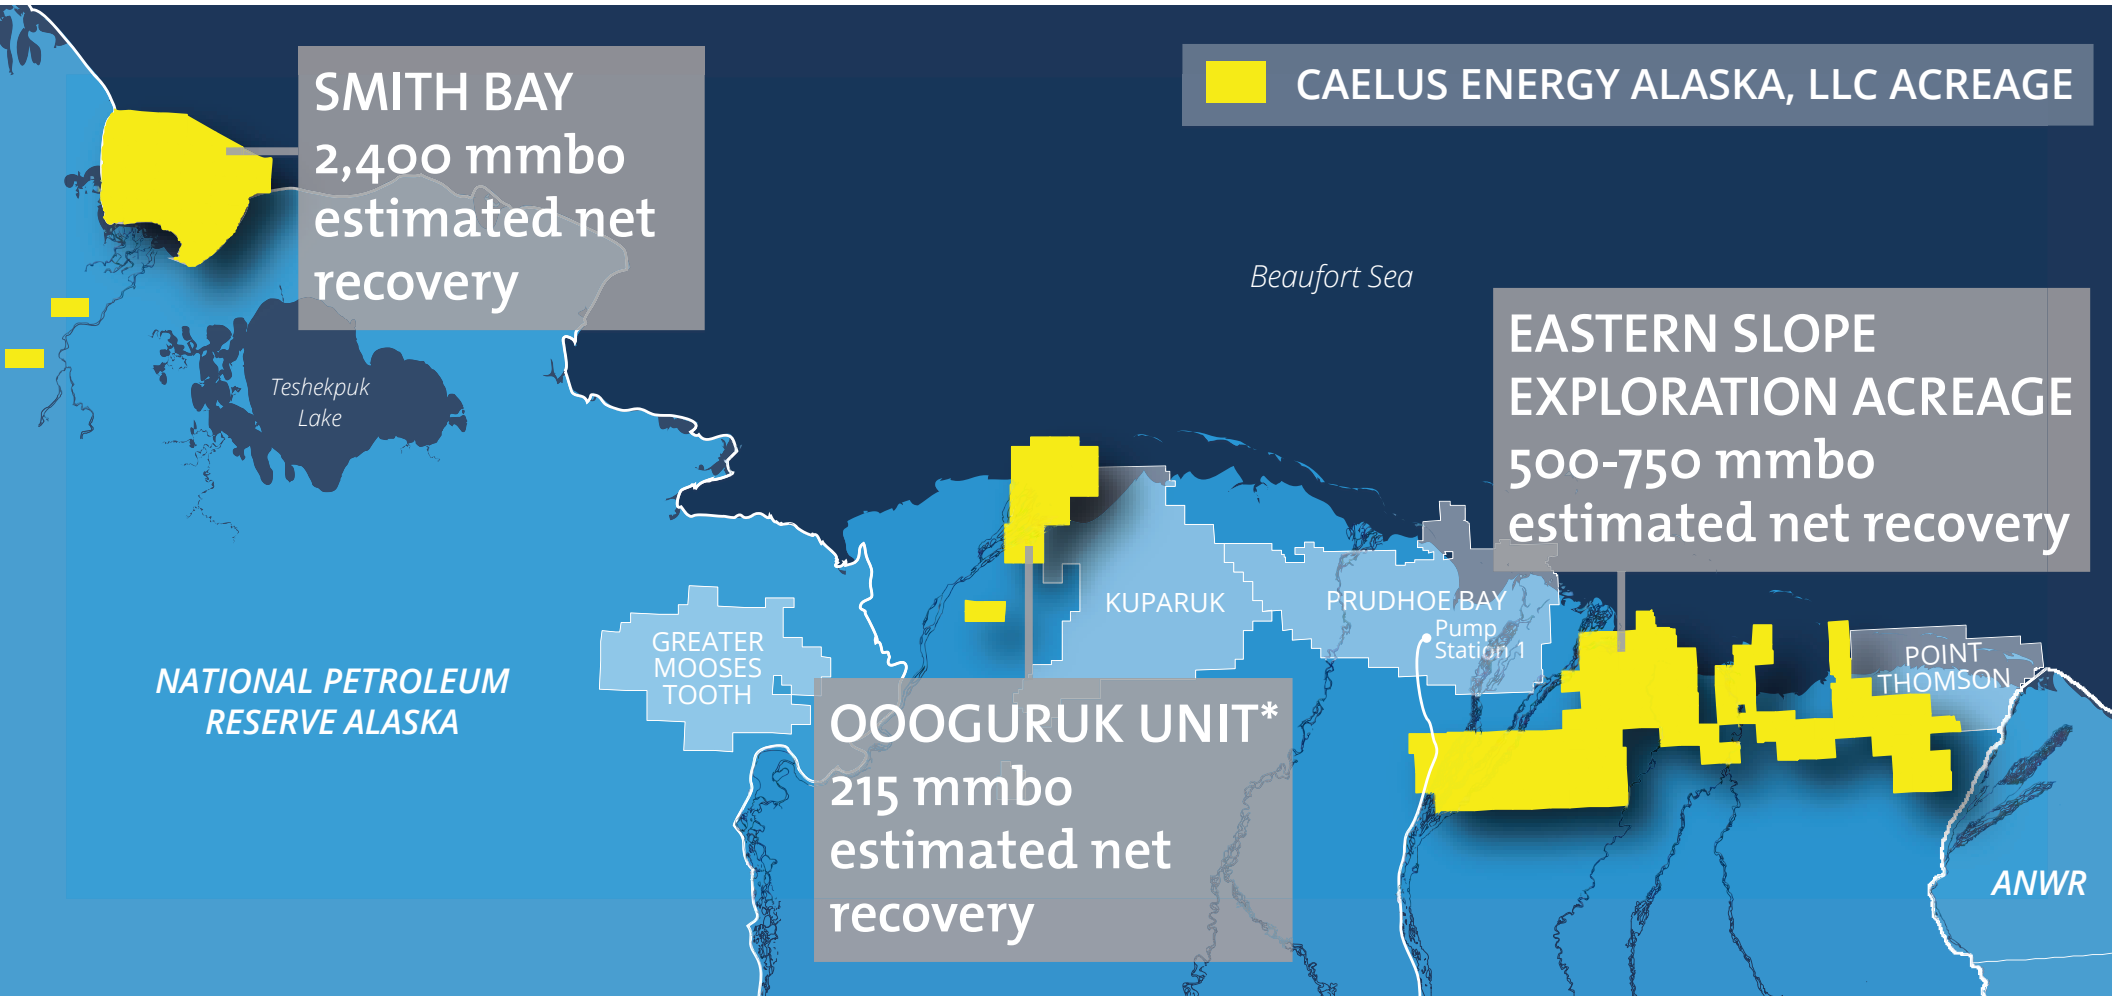 SMITH BAY
2,400 mmbo
estimated net
recovery
CAELUS ENERGY ALASKA, LLC ACREAGE
Beaufort Sea
EASTERN SLOPE
EXPLORATION ACREAGE
500-750 mmbo
estimated net recovery
Teshekpuk
Lake
KUPARUK
PRUDHOE BAY
Pump
Station 1
GREATER
MOOSES
TOOTH
POINT
THOMSON
NATIONAL PETROLEUM
RESERVE ALASKA
OOOGURUK UNIT*
215 mmbo
estimated net
recovery
ANWR